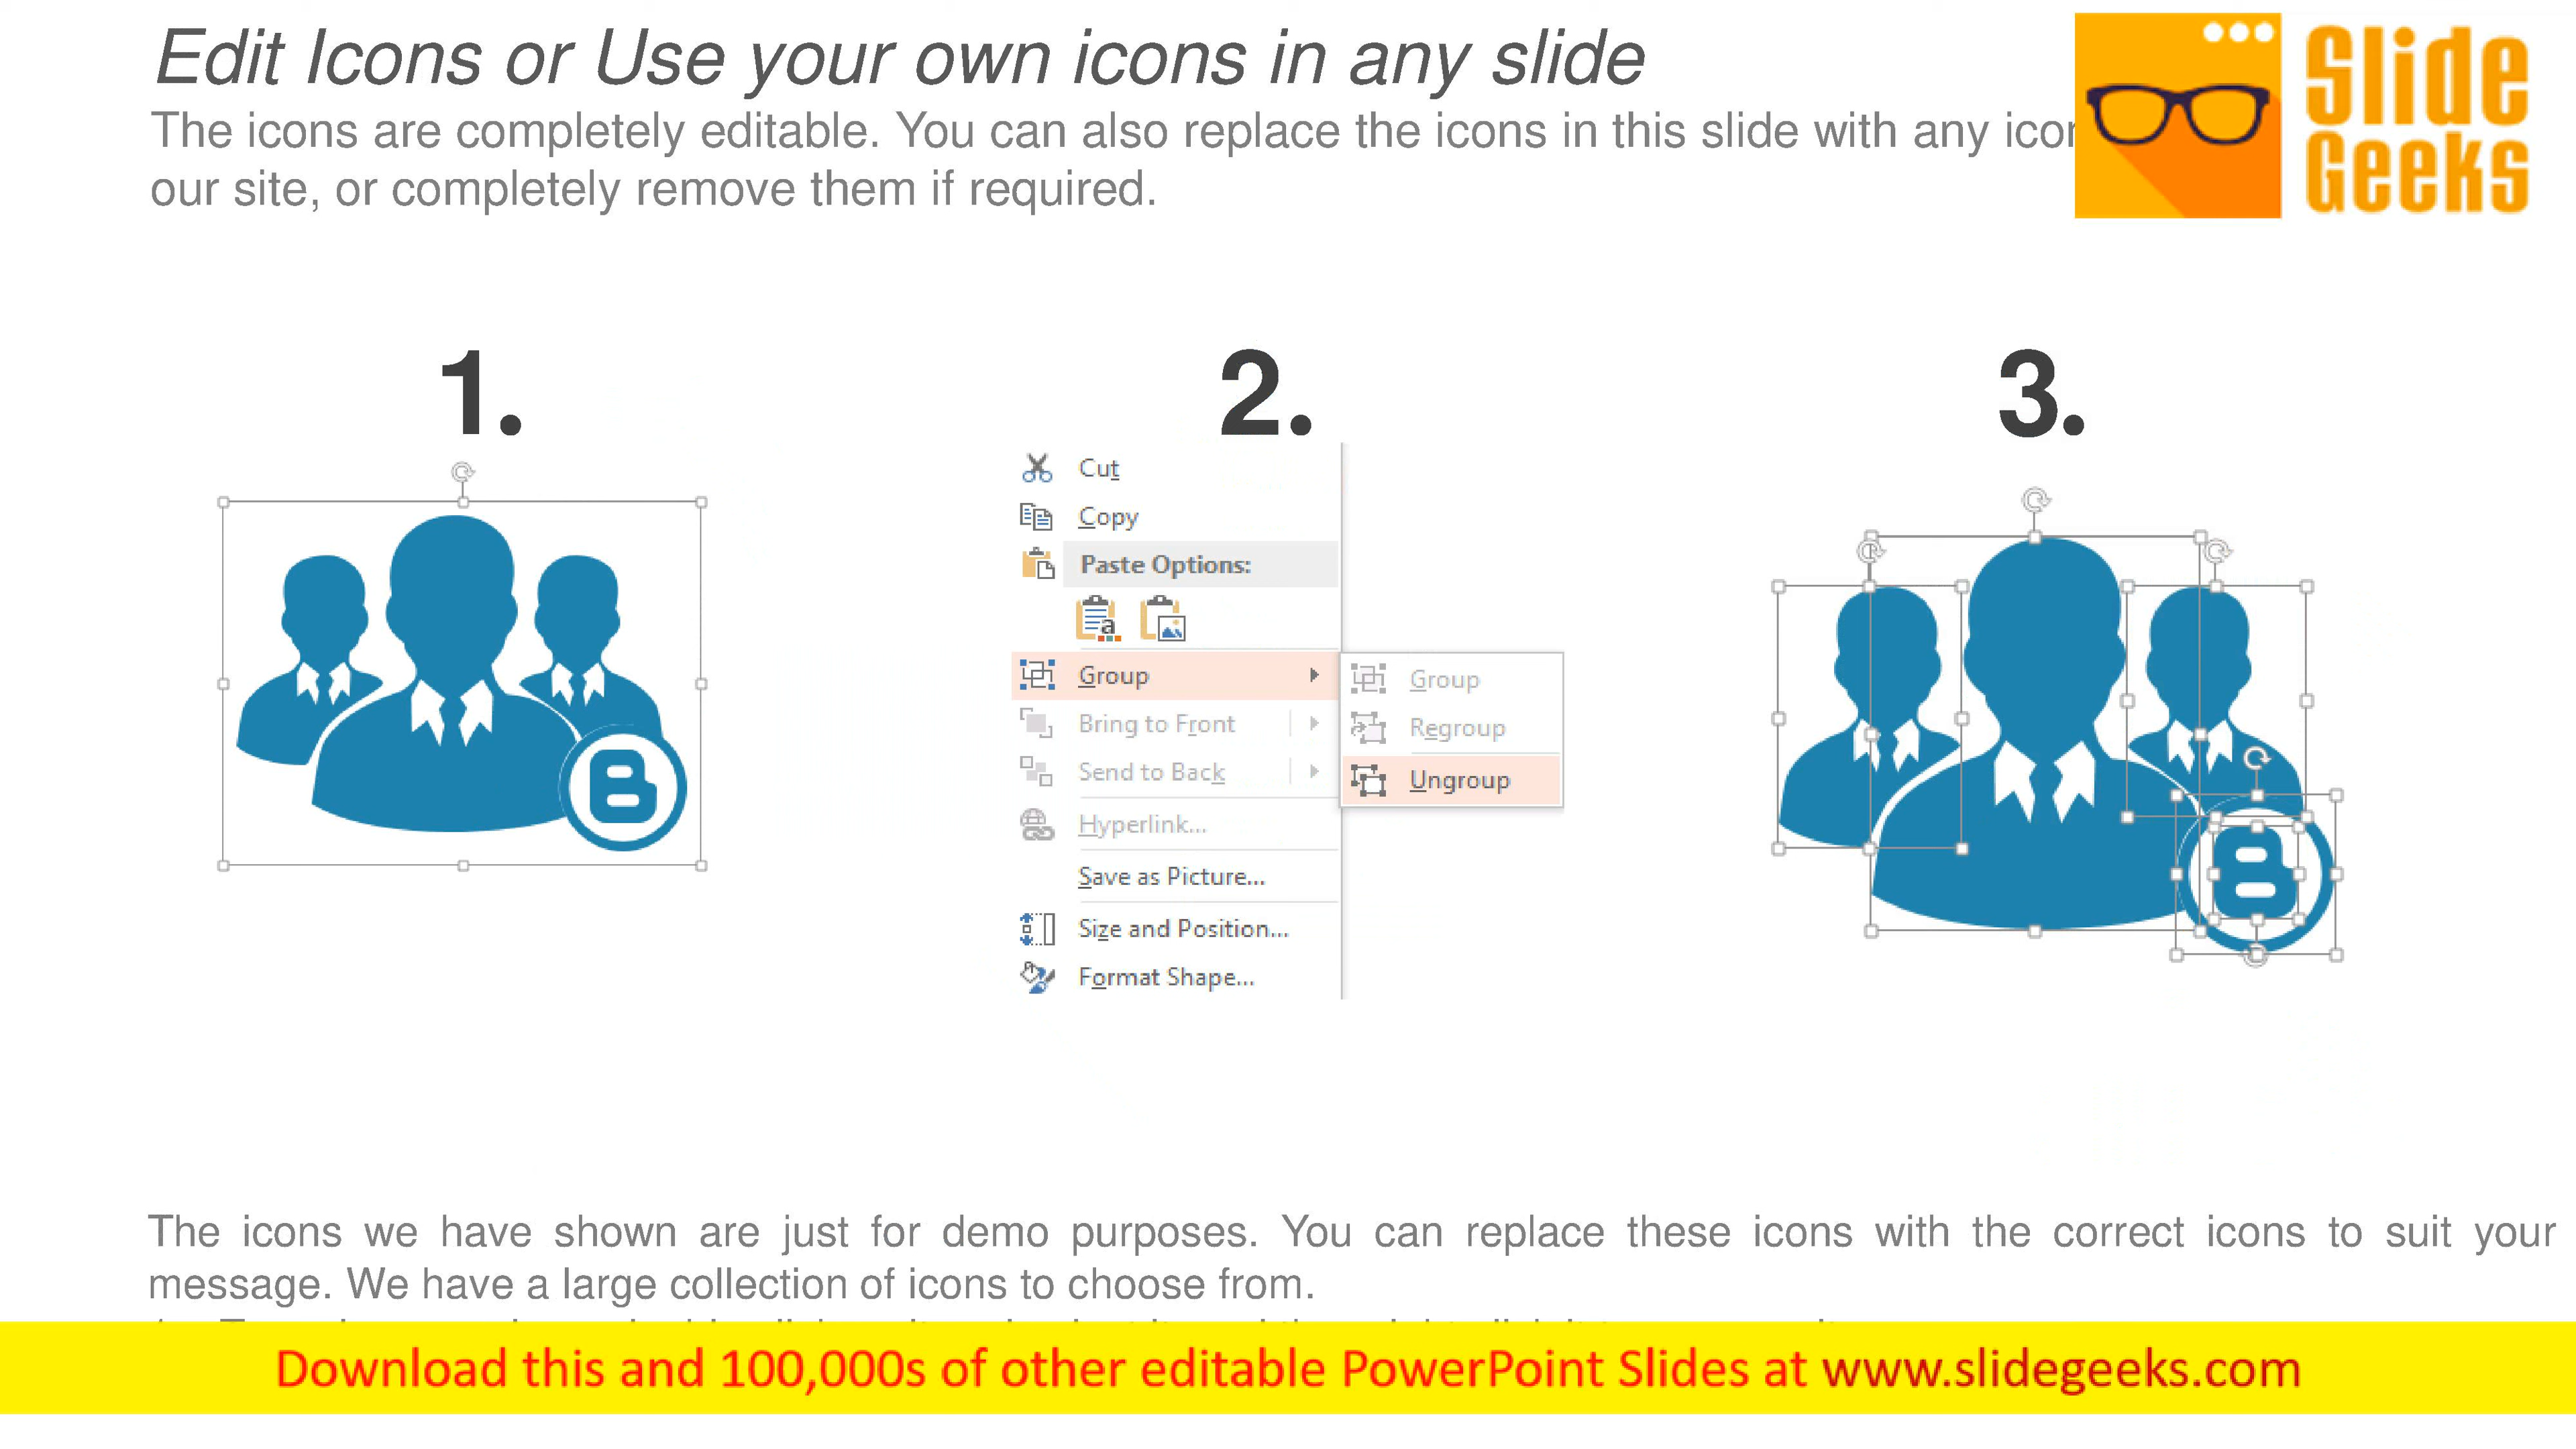 Edit Icons or Use your own icons in any slide
The icons are completely editable. You can also replace the icons in this slide with any
our site, or completely remove them if required.
Slide
Geeks
1.
2.
3.
Cut
Copy
Paste Options:
Group
Bring to Front
Send to Back
Hyperlink...
Save as Picture...
Size and Position...
Format Shape...
Group
Regroup
Ungroup
B
B
The icons we have shown are just for demo purposes. You can replace these icons with the correct icons to suit your
message. We have a large collection of icons to choose from.
Download this and 100,000s of other editable PowerPoint Slides at www.slidegeeks.com